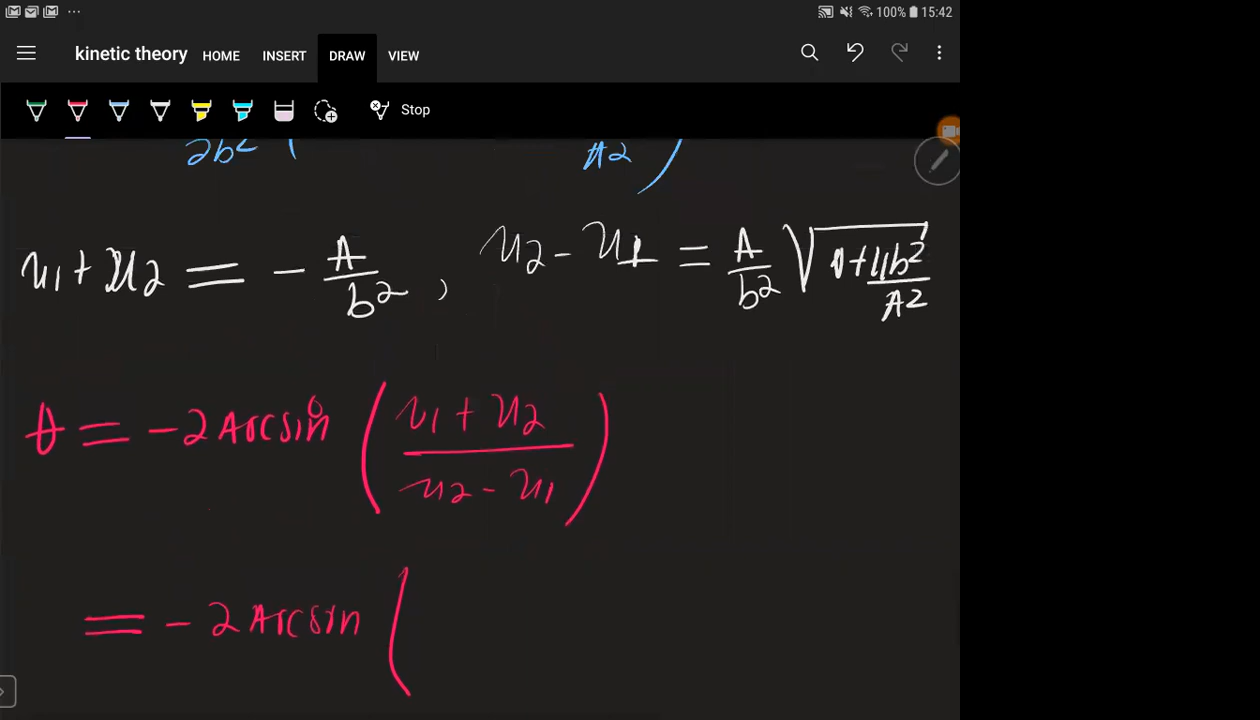 100% 15:42
kinetic theory HOME INSERT DRAW VIEW
Stop
2b² ( A2 )
u1 + u2 = - A/b², u2 - u1 = A/b² √(1+4b²/A²)
θ = -2 Arcsin ( (u1 + u2)/(u2 - u1) )
= -2 Arcsin (